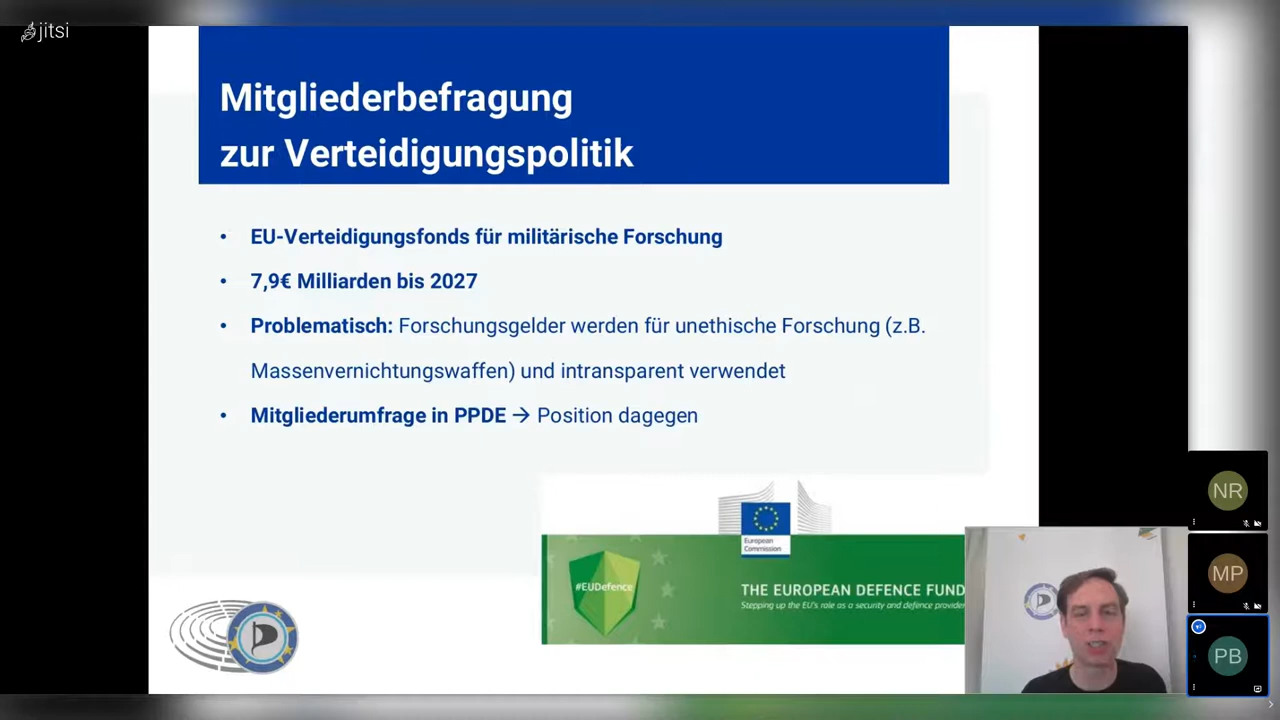 jitsi
Mitgliederbefragung
zur Verteidigungspolitik
• EU-Verteidigungsfonds für militärische Forschung
• 7,9€ Milliarden bis 2027
• Problematisch: Forschungsgelder werden für unethische Forschung (z.B.
Massenvernichtungswaffen) und intransparent verwendet
• Mitgliederumfrage in PPDE → Position dagegen
European
Commission
#EUDefence
THE EUROPEAN DEFENCE FUND
Stepping up the EU's role as a security and defence provider
NR
MP
PB